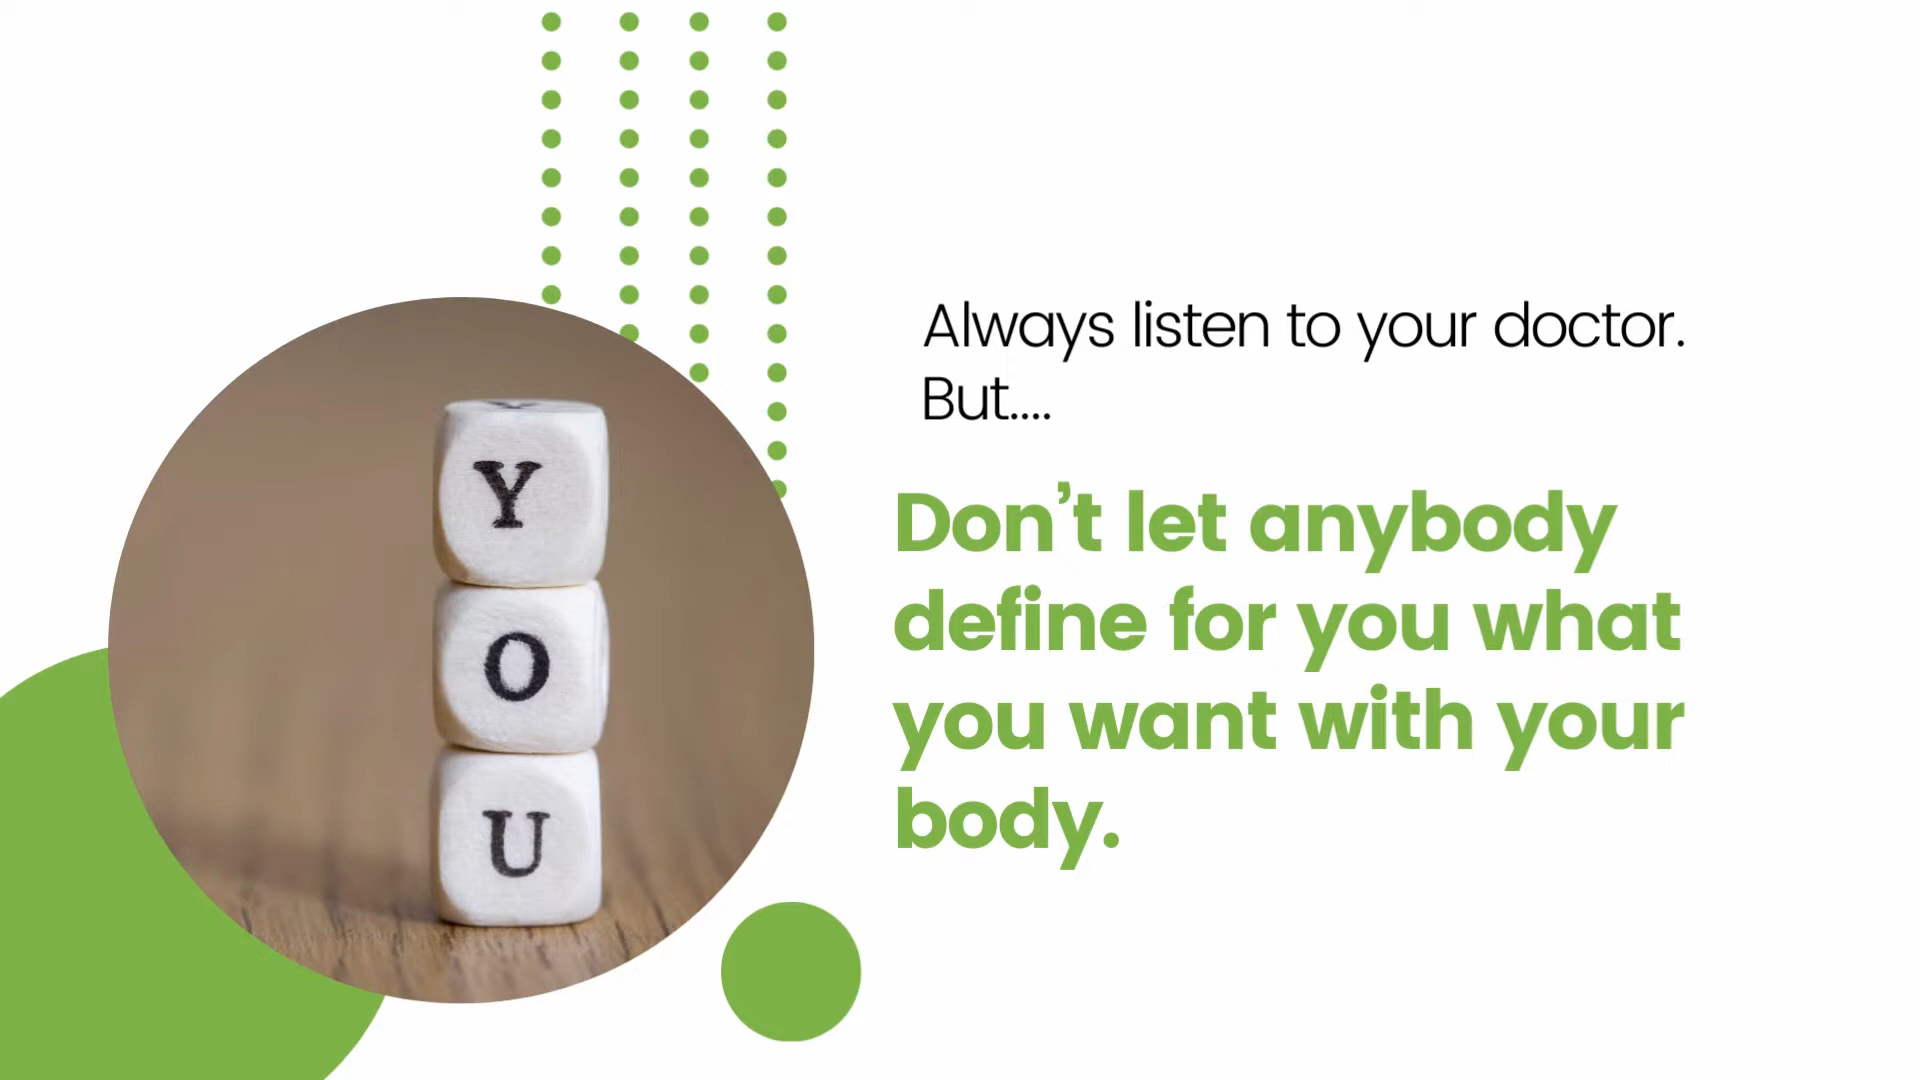 Y
O
U
Always listen to your doctor.
But....
Don’t let anybody
define for you what
you want with your
body.